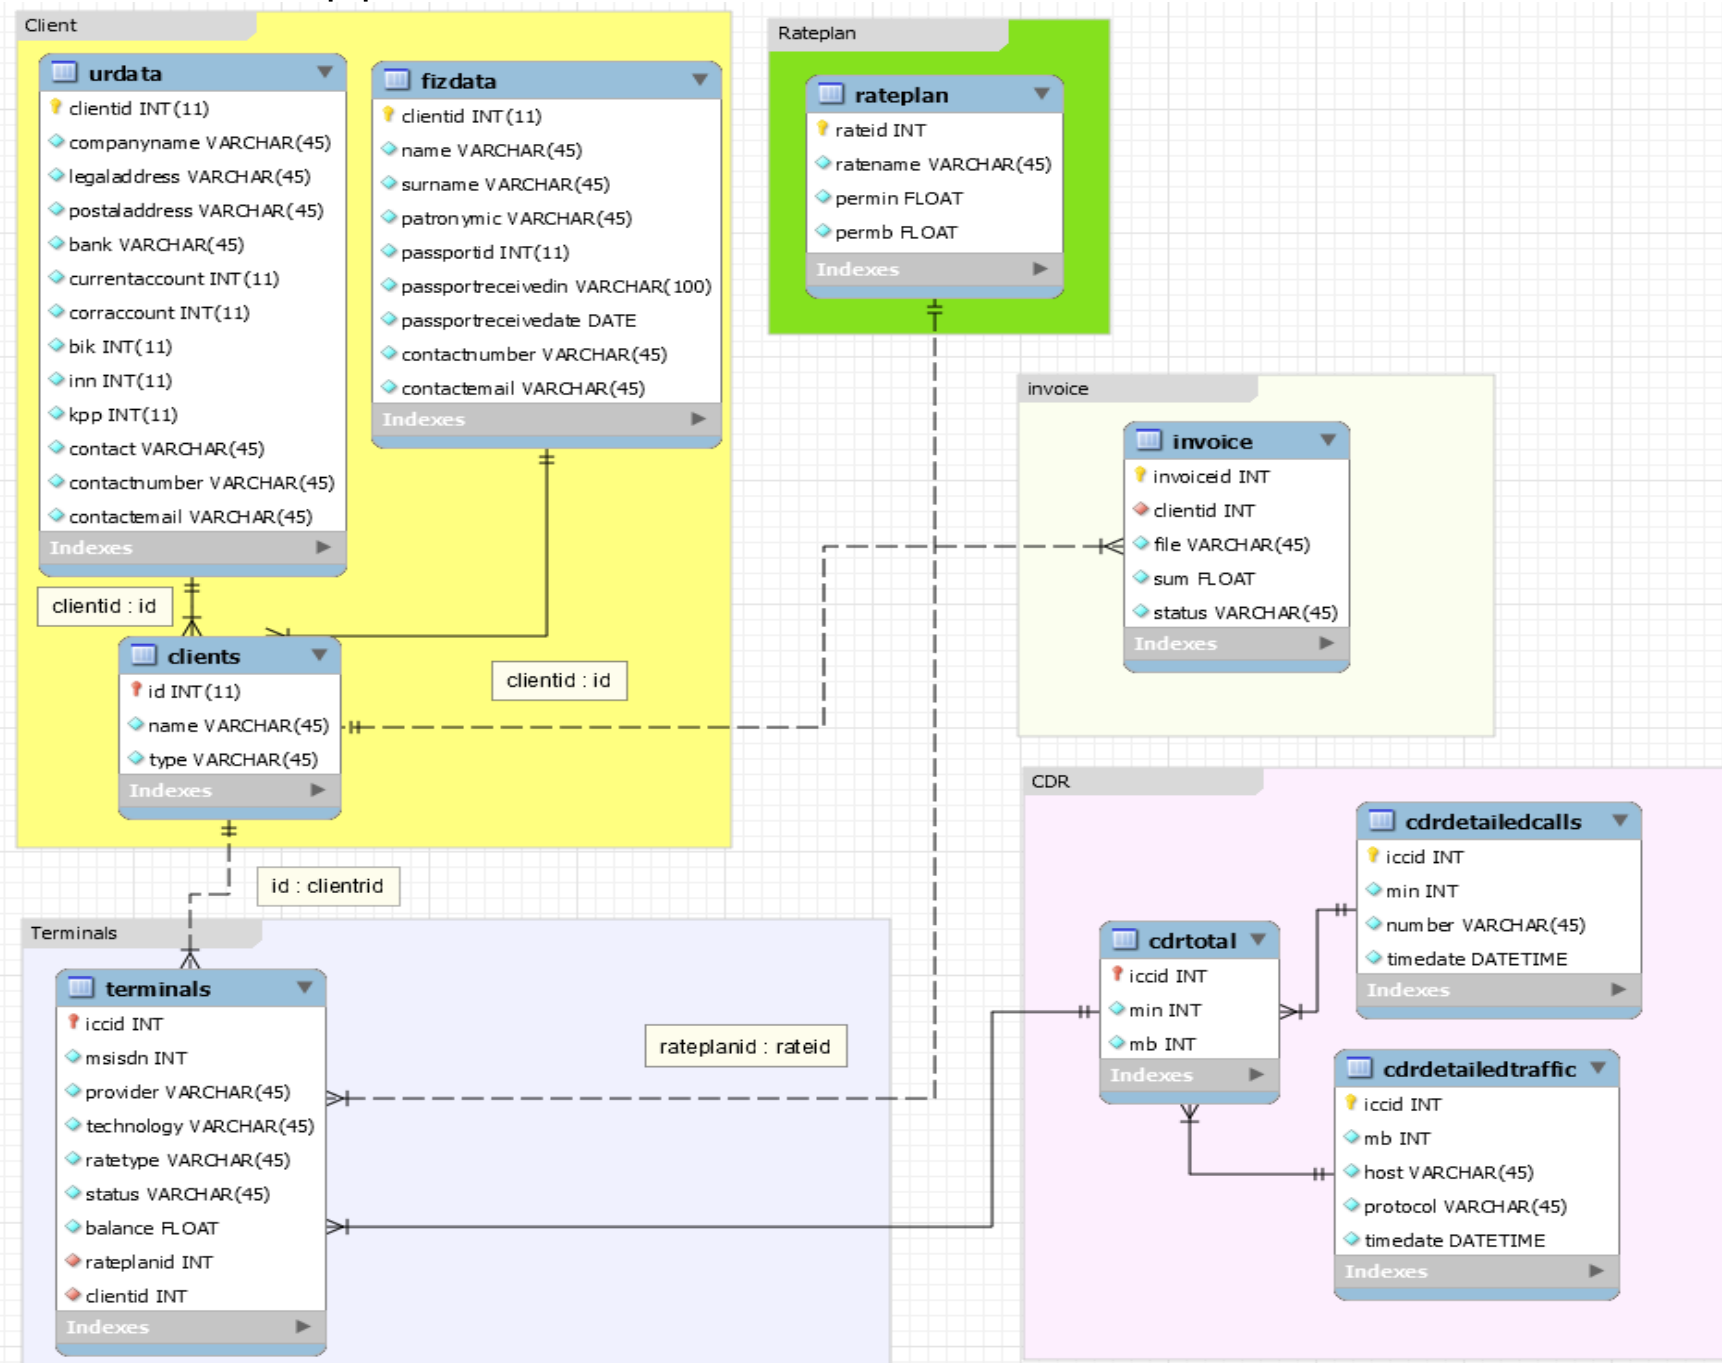 Client
urdata
clientid INT(11)
companyname VARCHAR(45)
legaladdress VARCHAR(45)
postaladdress VARCHAR(45)
bank VARCHAR(45)
currentaccount INT(11)
corraccount INT(11)
bik INT(11)
inn INT(11)
kpp INT(11)
contact VARCHAR(45)
contactnumber VARCHAR(45)
contactemail VARCHAR(45)
Indexes
fizdata
clientid INT(11)
name VARCHAR(45)
surname VARCHAR(45)
patronymic VARCHAR(45)
passportid INT(11)
passportreceivedin VARCHAR(100)
passportreceivedate DATE
contactnumber VARCHAR(45)
contactemail VARCHAR(45)
Indexes
clientid : id
clientid : id
clients
id INT(11)
name VARCHAR(45)
type VARCHAR(45)
Indexes
Rateplan
rateplan
rateid INT
ratename VARCHAR(45)
permin FLOAT
permb FLOAT
Indexes
invoice
invoice
invoiceid INT
clientid INT
file VARCHAR(45)
sum FLOAT
status VARCHAR(45)
Indexes
id : clientrid
Terminals
terminals
iccid INT
msisdn INT
provider VARCHAR(45)
technology VARCHAR(45)
ratetype VARCHAR(45)
status VARCHAR(45)
balance FLOAT
rateplanid INT
clientid INT
Indexes
rateplanid : rateid
CDR
cdrtotal
iccid INT
min INT
mb INT
Indexes
cdrdetailedcalls
iccid INT
min INT
number VARCHAR(45)
timedate DATETIME
Indexes
cdrdetailedtraffic
iccid INT
mb INT
host VARCHAR(45)
protocol VARCHAR(45)
timedate DATETIME
Indexes